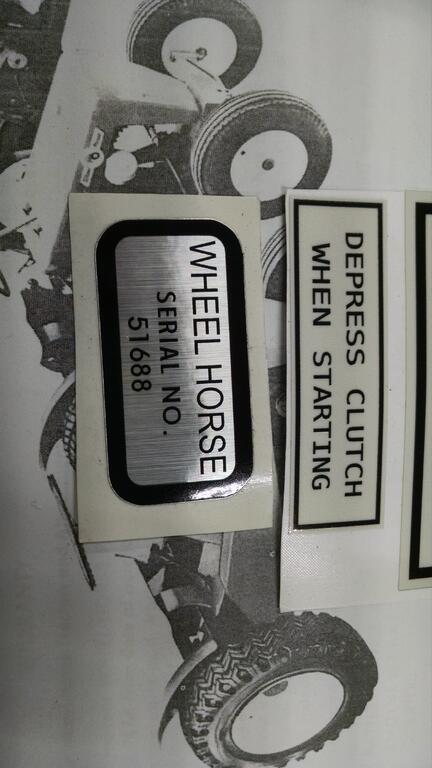 WHEEL HORSE
SERIAL NO.
51688
DEPRESS CLUTCH
WHEN STARTING